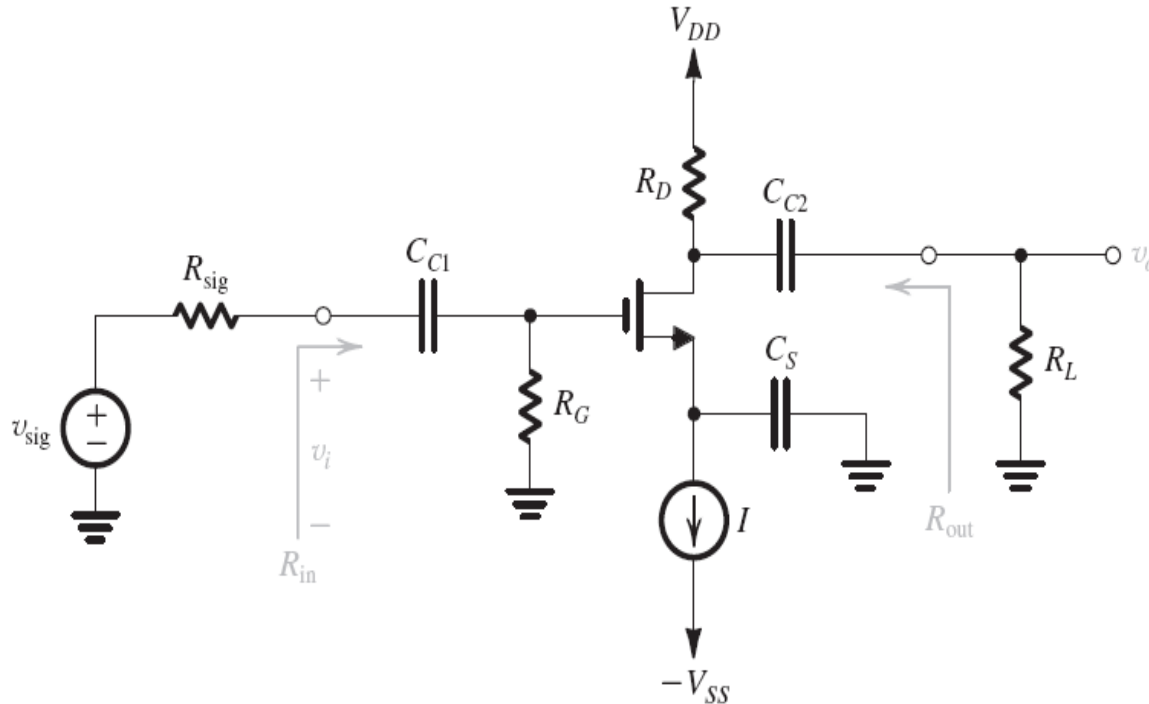 V_DD
R_D
C_C2
C_C1
R_sig
C_S
R_L
+
v_sig
+
−
v_i
R_G
−
I
R_in
R_out
−V_SS